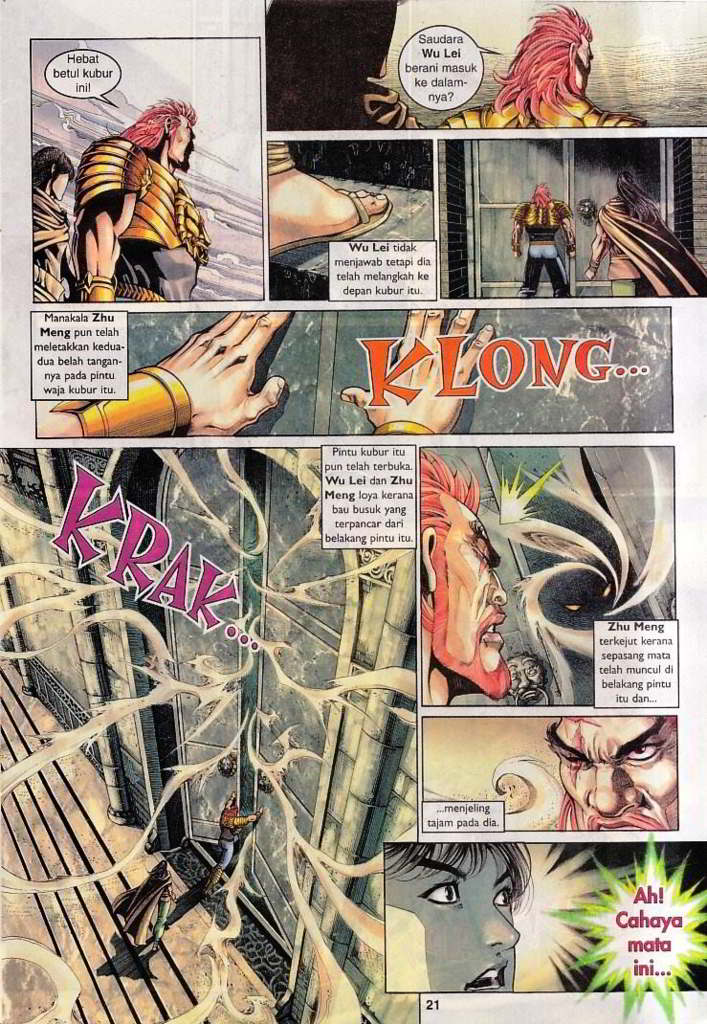 Hebat
betul kubur
ini!
Saudara
Wu Lei
berani masuk
ke dalam-
nya?
Wu Lei tidak
menjawab tetapi dia
telah melangkah ke
depan kubur itu.
Manakala Zhu
Meng pun telah
meletakkan kedua-
dua belah tangan-
nya pada pintu
waja kubur itu.
KLONG...
Pintu kubur itu
pun telah terbuka.
Wu Lei dan Zhu
Meng loya kerana
bau busuk yang
terpancar dari
belakang pintu itu.
KRAK...
Zhu Meng
terkejut kerana
sepasang mata
telah muncul di
belakang pintu
itu dan...
...menjeling
tajam pada dia.
Ah!
Cahaya
mata
ini...
21